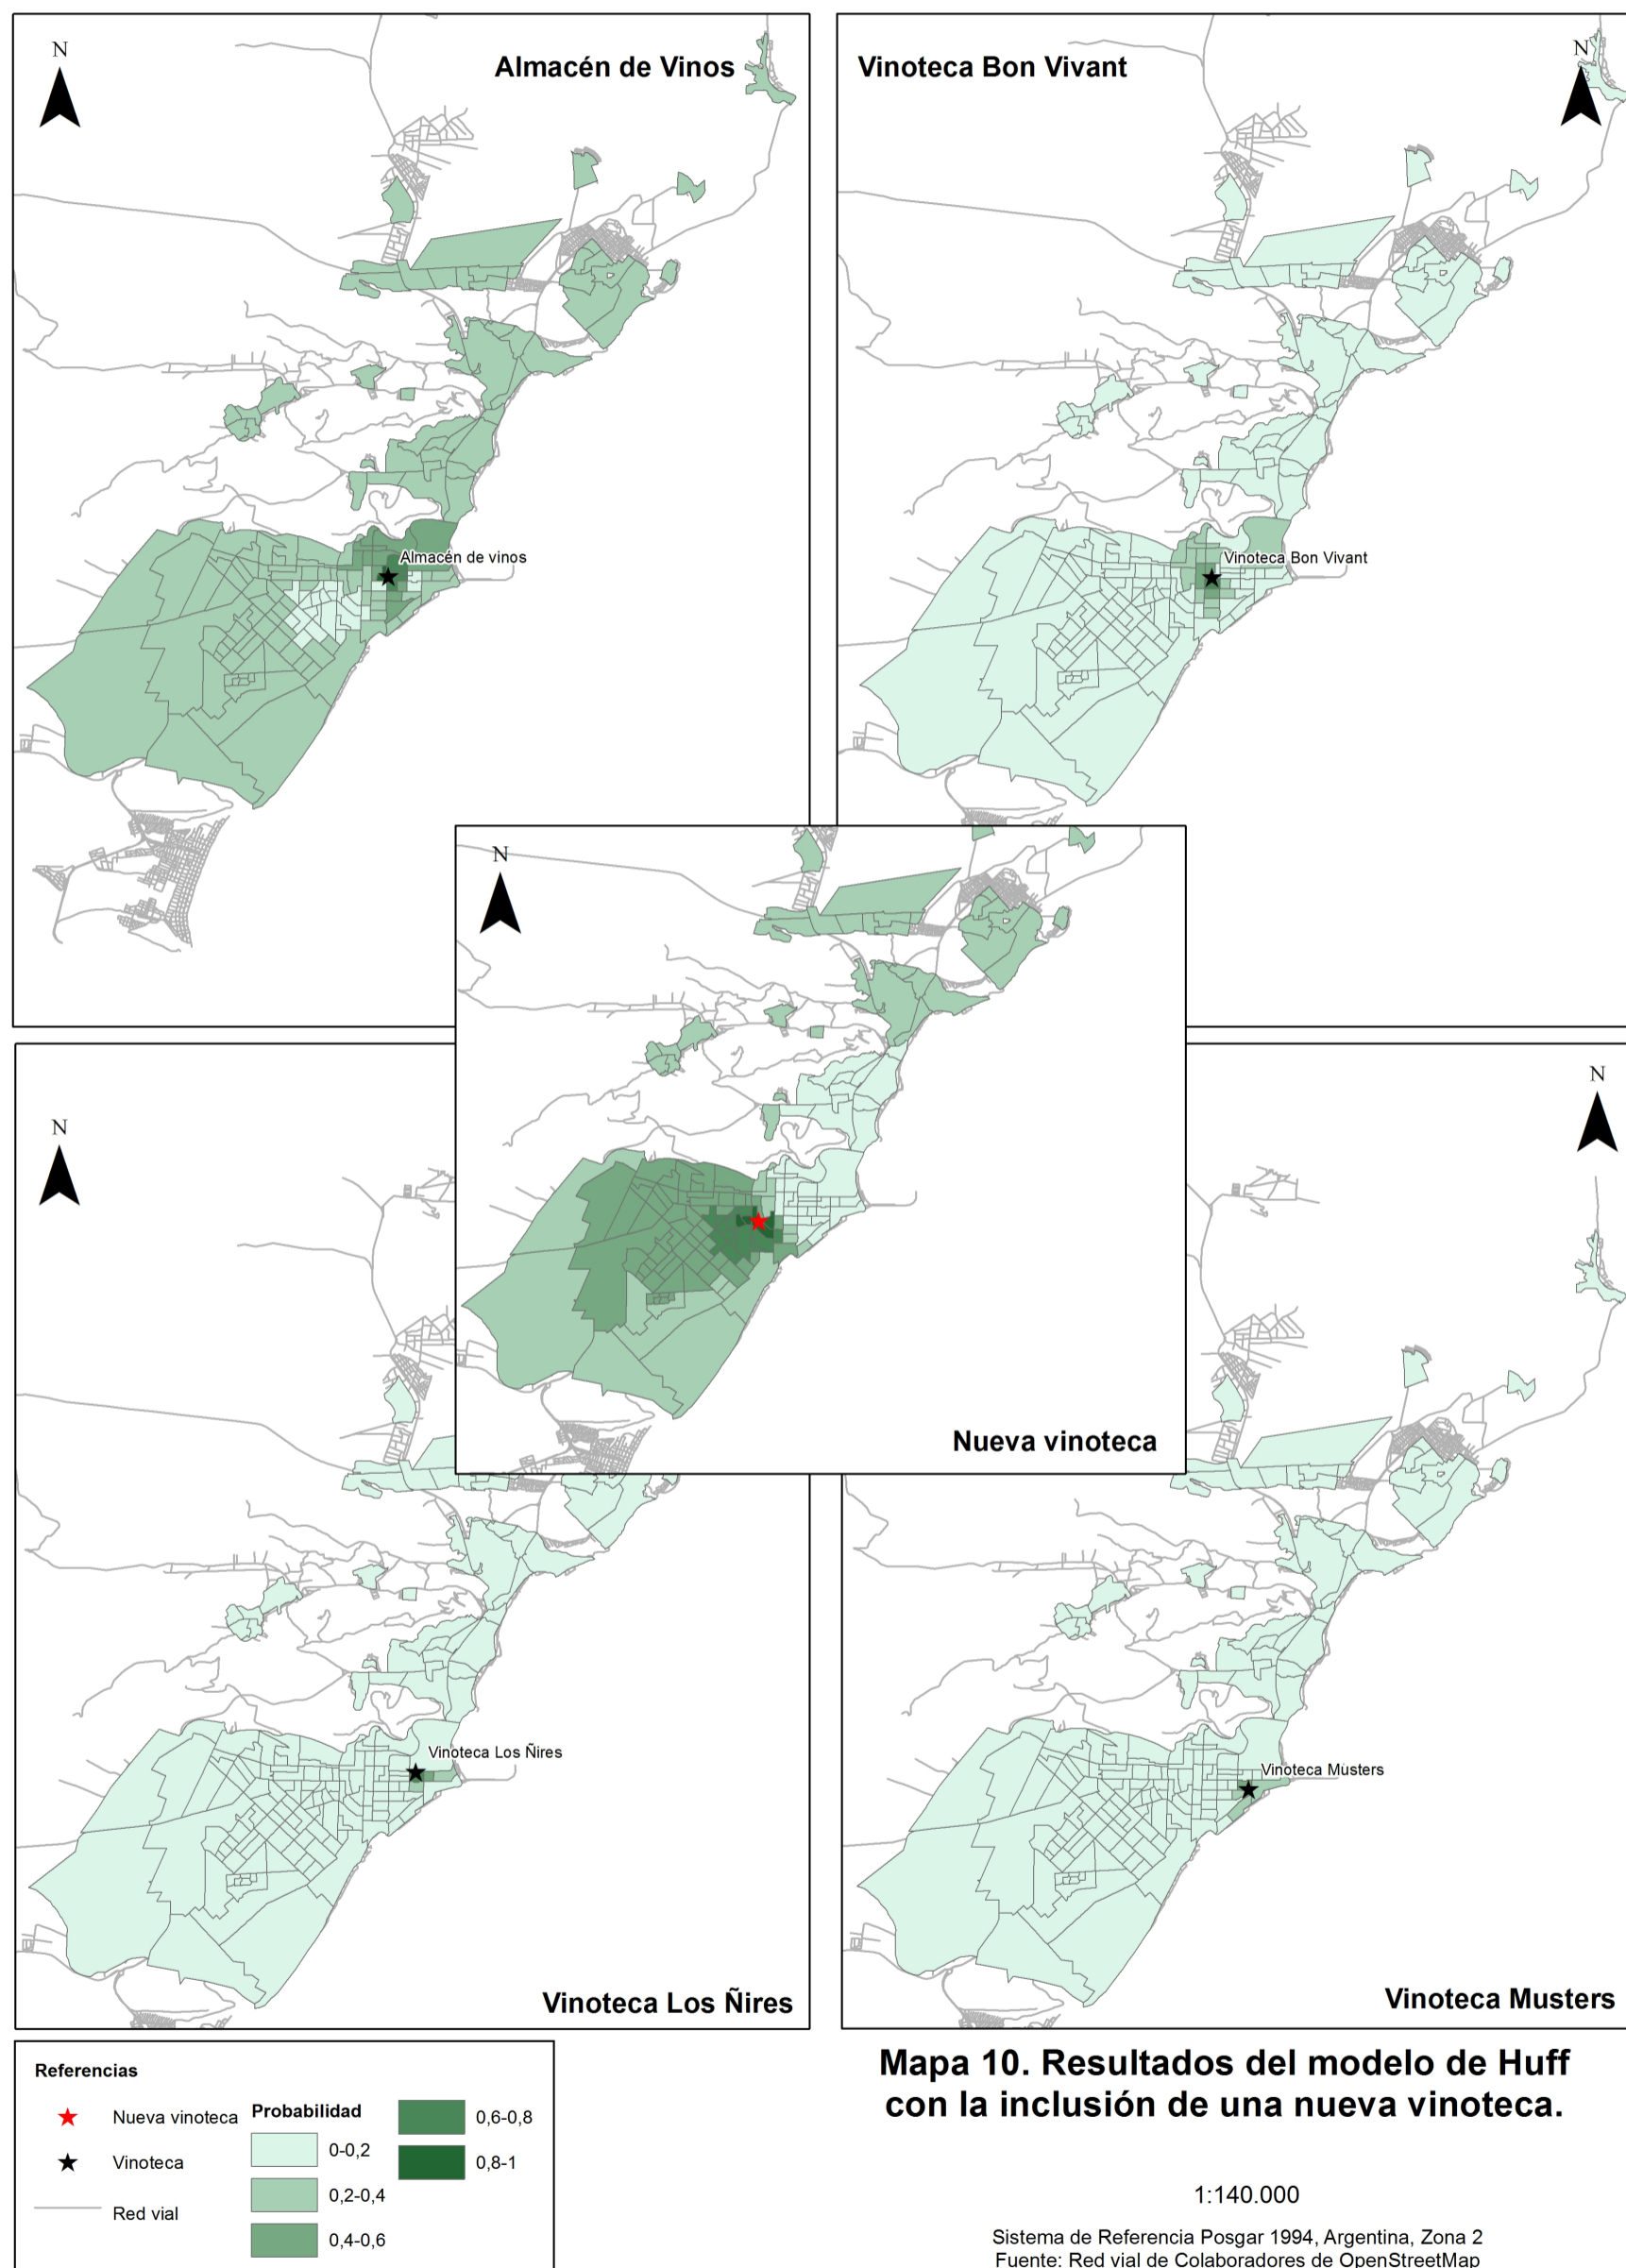 N
Almacén de Vinos
Almacén de vinos
Vinoteca Bon Vivant
N
Vinoteca Bon Vivant
N
Nueva vinoteca
N
Vinoteca Los Ñires
Vinoteca Los Ñires
N
Vinoteca Musters
Vinoteca Musters
Referencias
Nueva vinoteca
Vinoteca
Red vial
Probabilidad
0-0,2
0,2-0,4
0,4-0,6
0,6-0,8
0,8-1
Mapa 10. Resultados del modelo de Huff
con la inclusión de una nueva vinoteca.
1:140.000
Sistema de Referencia Posgar 1994, Argentina, Zona 2
Fuente: Red vial de Colaboradores de OpenStreetMap